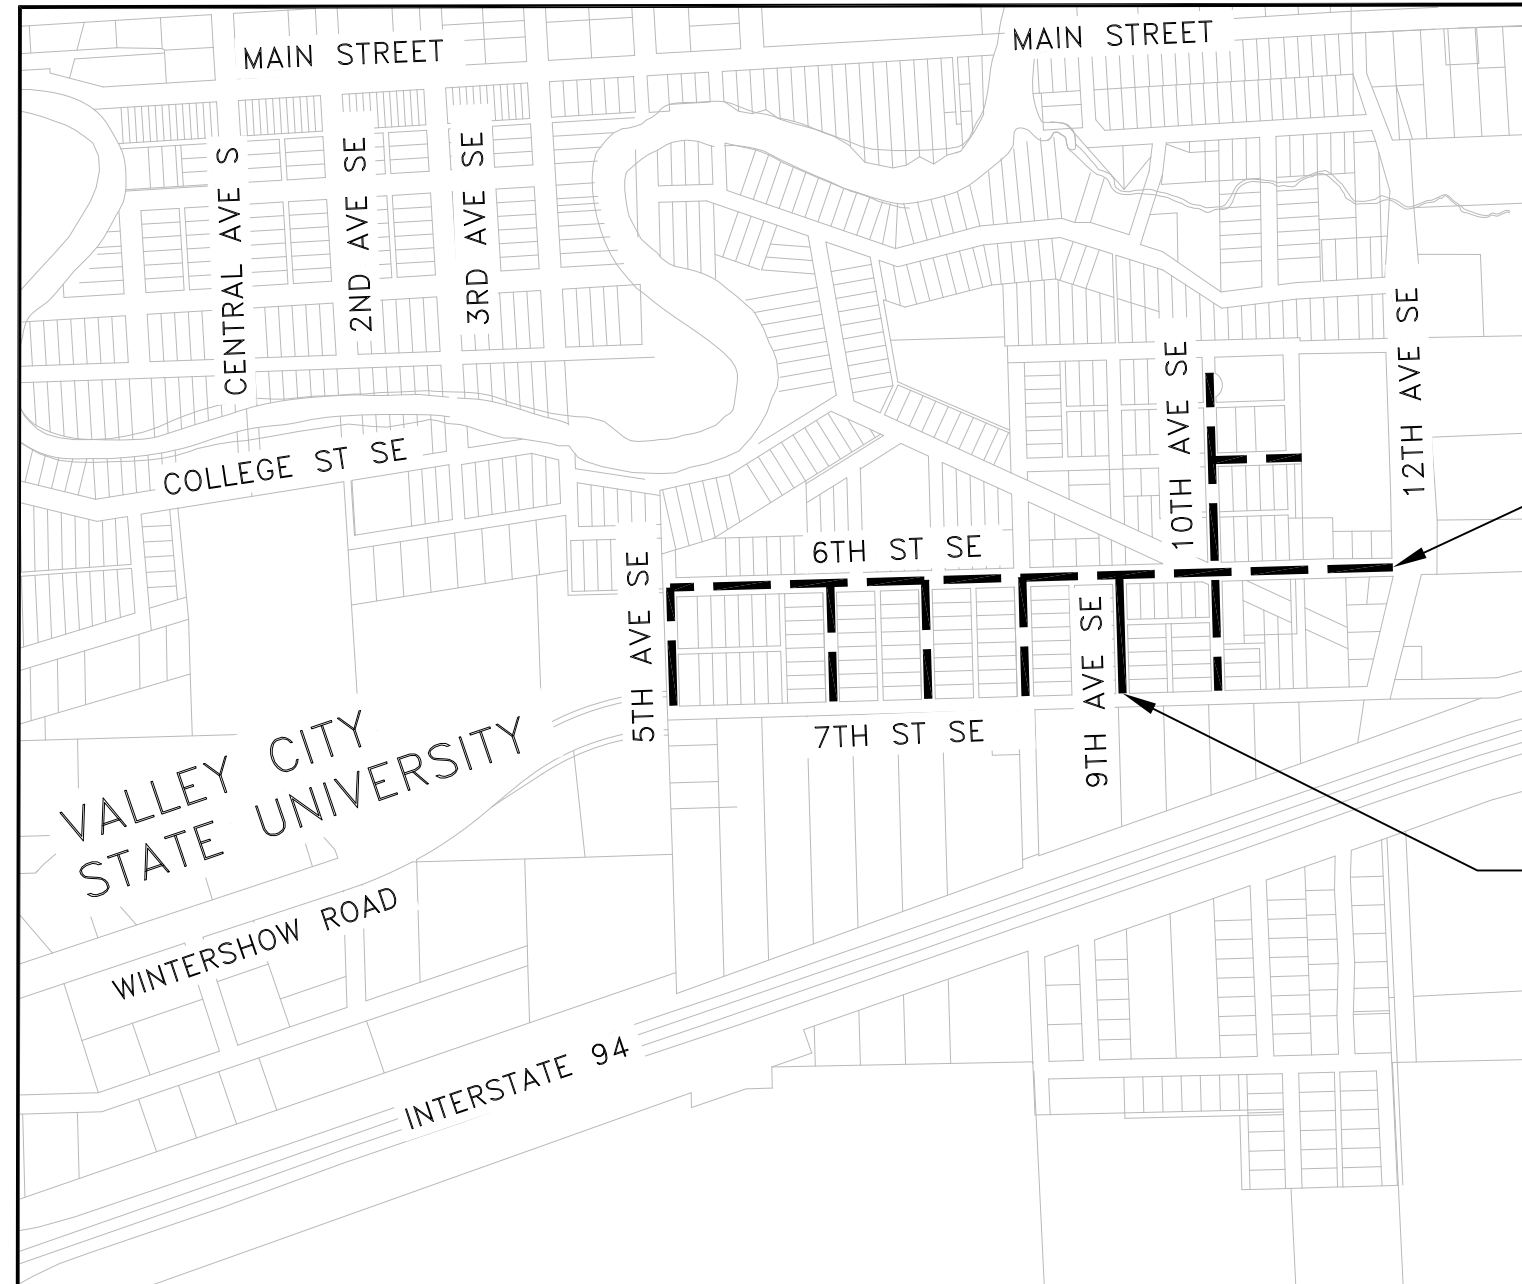 MAIN STREET
MAIN STREET
CENTRAL AVE S
2ND AVE SE
3RD AVE SE
12TH AVE SE
10TH AVE SE
COLLEGE ST SE
6TH ST SE
5TH AVE SE
9TH AVE SE
7TH ST SE
VALLEY CITY
STATE UNIVERSITY
WINTERSHOW ROAD
INTERSTATE 94